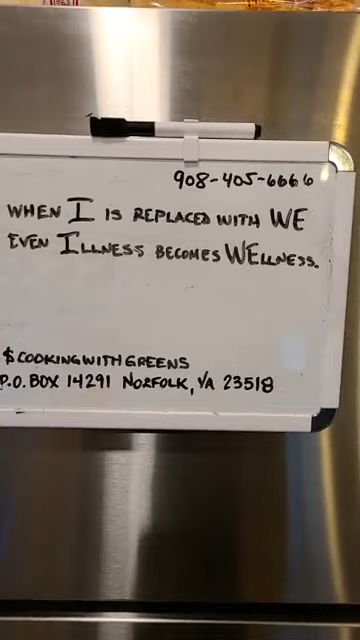 908-405-6666
WHEN I IS REPLACED WITH WE
EVEN ILLNESS BECOMES WELLNESS.
$COOKINGWITHGREENS
P.O. BOX 14291 NORFOLK, VA 23518